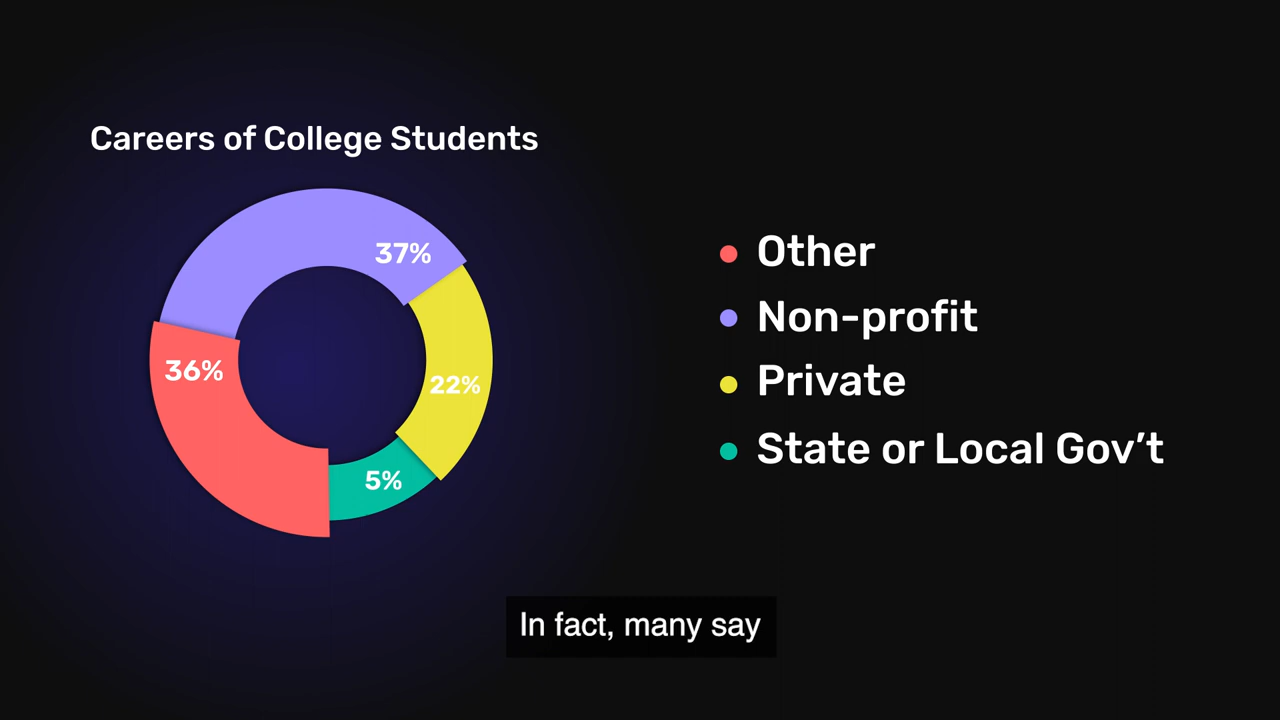 Careers of College Students
37%
36%
22%
5%
Other
Non-profit
Private
State or Local Gov’t
In fact, many say